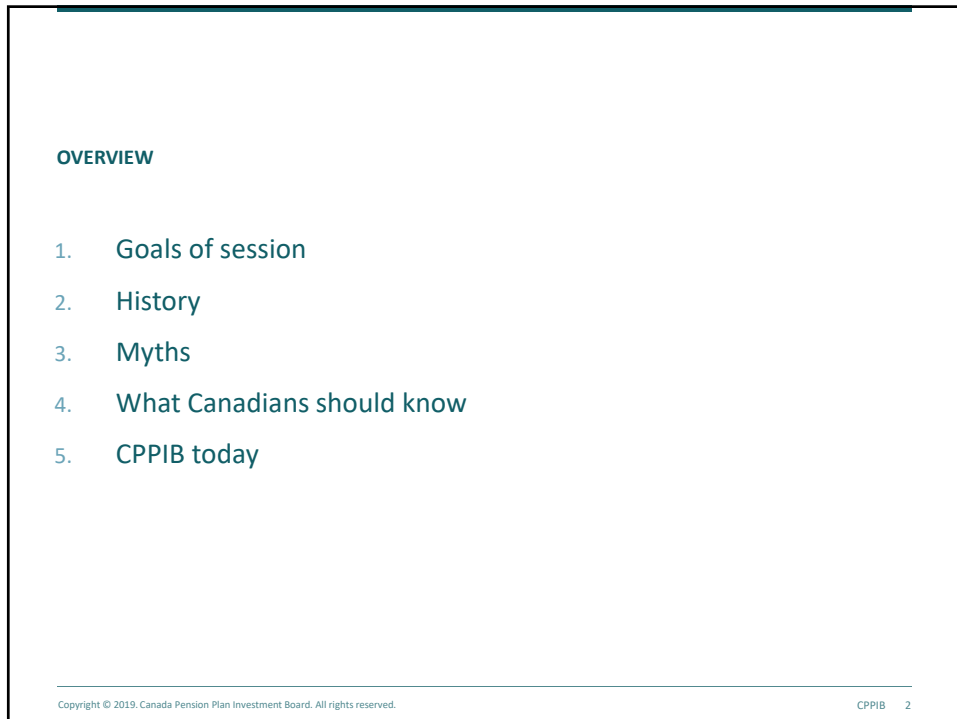 OVERVIEW
1. Goals of session
2. History
3. Myths
4. What Canadians should know
5. CPPIB today
Copyright © 2019. Canada Pension Plan Investment Board. All rights reserved. CPPIB 2